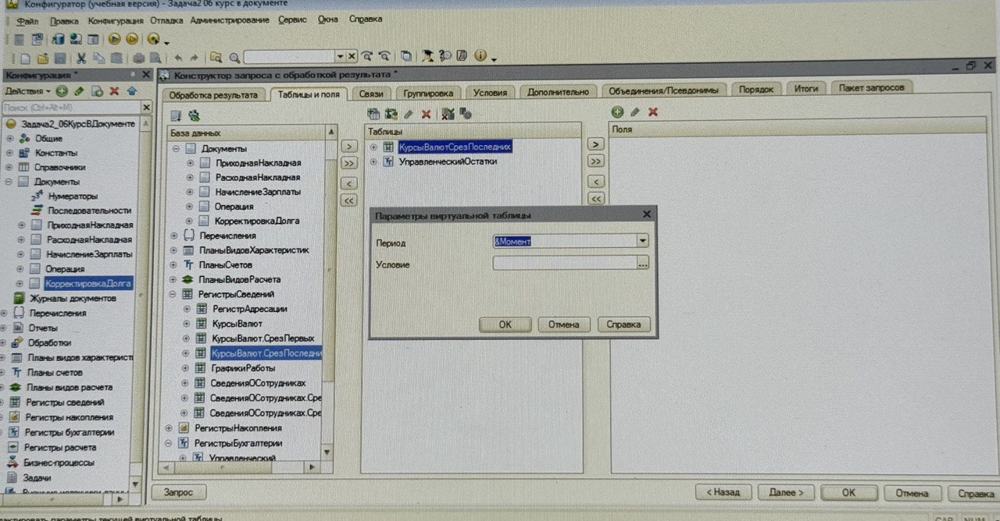 Конфигуратор (учебная версия) - Задача2 06 курс в документе
Файл Правка Конфигурация Отладка Администрирование Сервис Окна Справка
Конфигурация *
Действия
Поиск (Ctrl+Alt+M)
Задача2_06КурсВДокументе
Общие
Константы
Справочники
Документы
Нумераторы
Последовательности
ПриходнаяНакладная
РасходнаяНакладная
НачислениеЗарплаты
Операция
КорректировкаДолга
Журналы документов
Перечисления
Отчеты
Обработки
Планы видов характерист
Планы счетов
Планы видов расчета
Регистры сведений
Регистры накопления
Регистры бухгалтерии
Регистры расчета
Бизнес-процессы
Задачи
Конструктор запроса с обработкой результата *
Обработка результата Таблицы и поля Связи Группировка Условия Дополнительно Объединения/Псевдонимы Порядок Итоги Пакет запросов
База данных
Документы
ПриходнаяНакладная
РасходнаяНакладная
НачислениеЗарплаты
Операция
КорректировкаДолга
Перечисления
ПланыВидовХарактеристик
ПланыСчетов
ПланыВидовРасчета
РегистрыСведений
РегистрАдресации
КурсыВалют
КурсыВалют.СрезПервых
КурсыВалют.СрезПоследни
ГрафикиРаботы
СведенияОСотрудниках
СведенияОСотрудниках.Сре
СведенияОСотрудниках.Сре
РегистрыНакопления
РегистрыБухгалтерии
Управленческий
>
>>
<
<<
Таблицы
КурсыВалютСрезПоследних
УправленческийОстатки
>
>>
<
<<
Поля
Параметры виртуальной таблицы
Период &Момент
Условие ...
ОК Отмена Справка
Запрос < Назад Далее > ОК Отмена Справка
дактировать параметры текущей виртуальной таблицы
CAP NUM